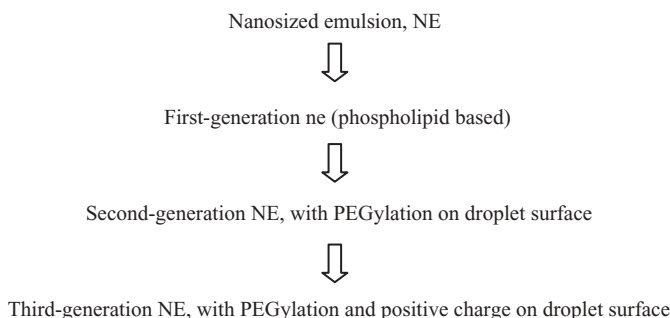 Nanosized emulsion, NE
First-generation ne (phospholipid based)
Second-generation NE, with PEGylation on droplet surface
Third-generation NE, with PEGylation and positive charge on droplet surface